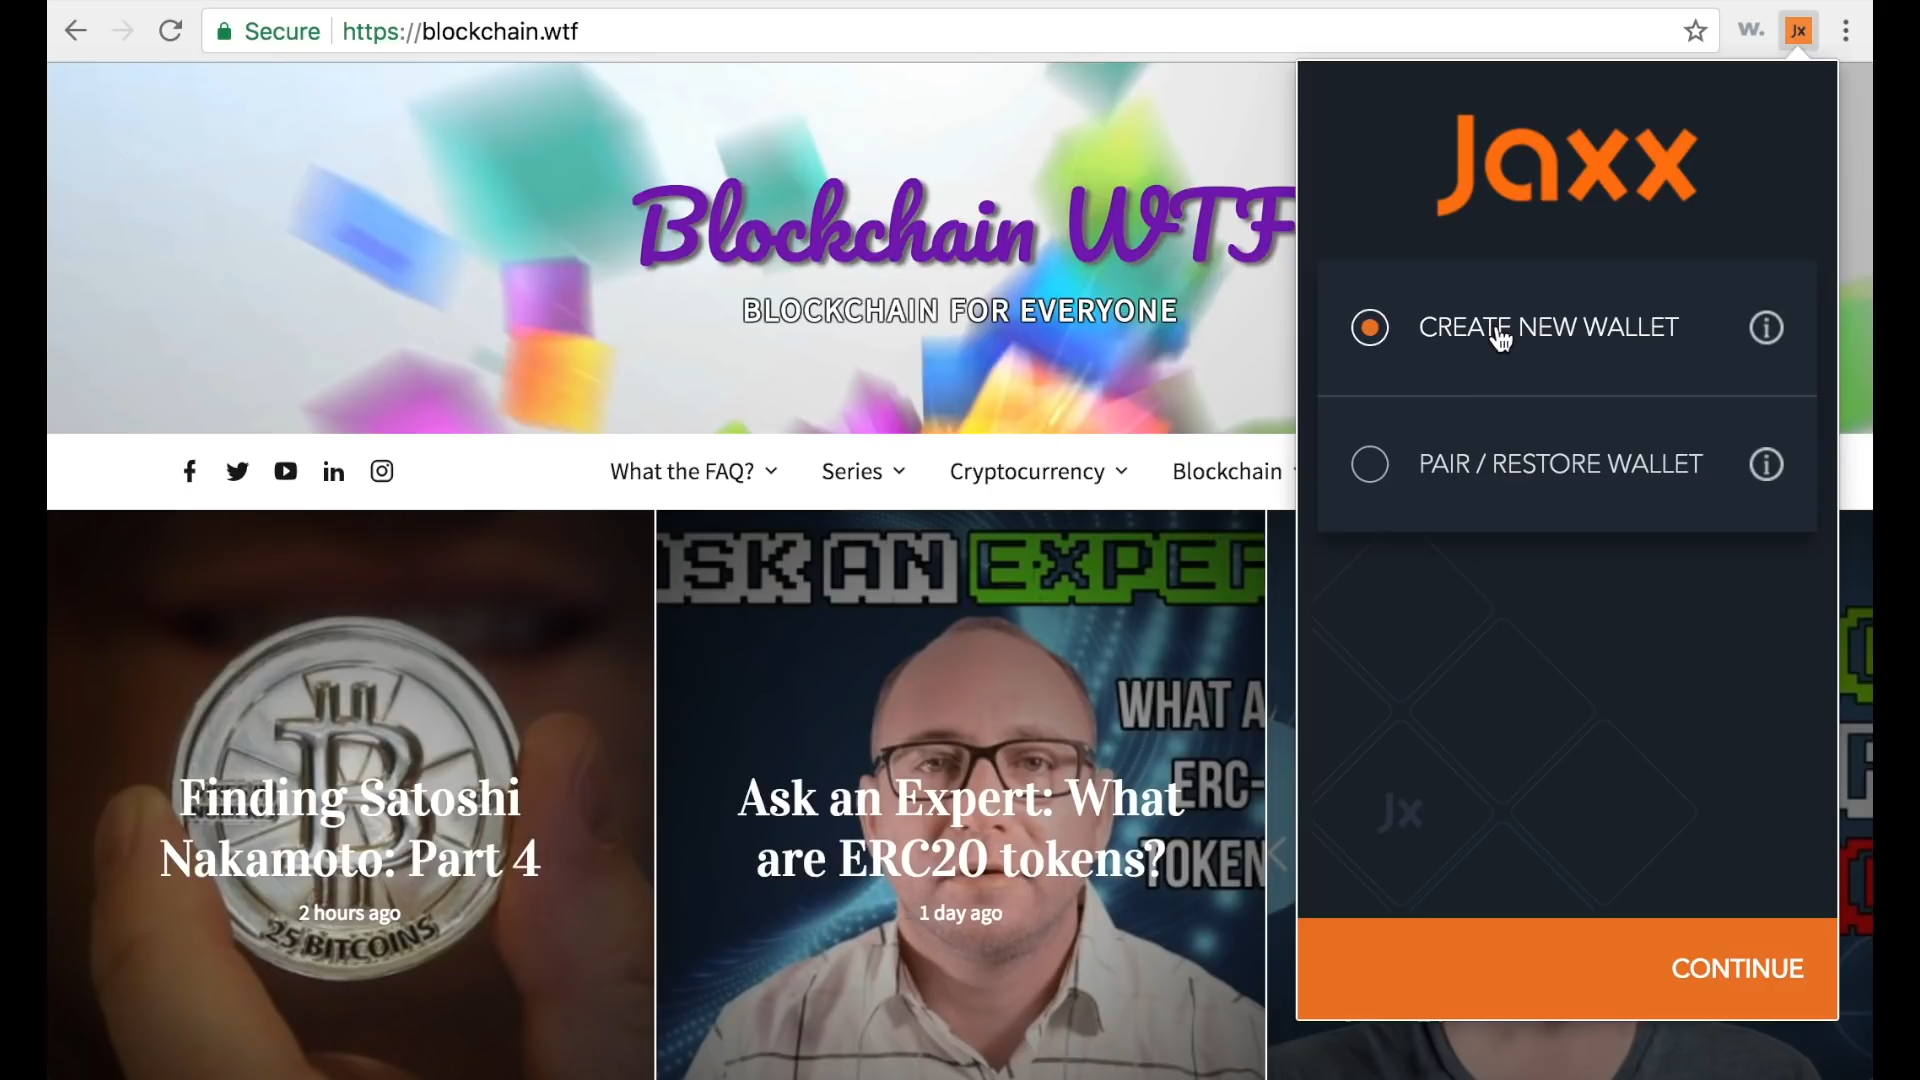 Secure https://blockchain.wtf
W.
Jx
Blockchain WTF
BLOCKCHAIN FOR EVERYONE
What the FAQ? Series Cryptocurrency Blockchain
SK AN EXPER
WHAT A
ERC-
TOKEN
Finding Satoshi
Nakamoto: Part 4
2 hours ago
25 BITCOINS
Ask an Expert: What
are ERC20 tokens?
1 day ago
Jaxx
CREATE NEW WALLET
PAIR / RESTORE WALLET
Jx
CONTINUE